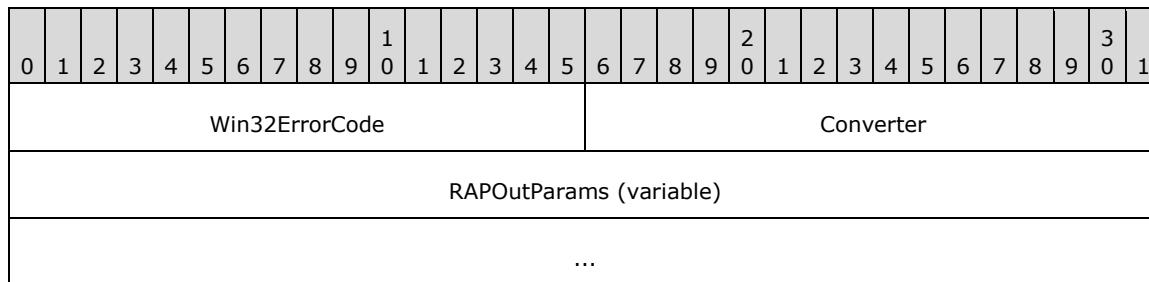 1 2 3
0 1 2 3 4 5 6 7 8 9 0 1 2 3 4 5 6 7 8 9 0 1 2 3 4 5 6 7 8 9 0 1
Win32ErrorCode Converter
RAPOutParams (variable)
...